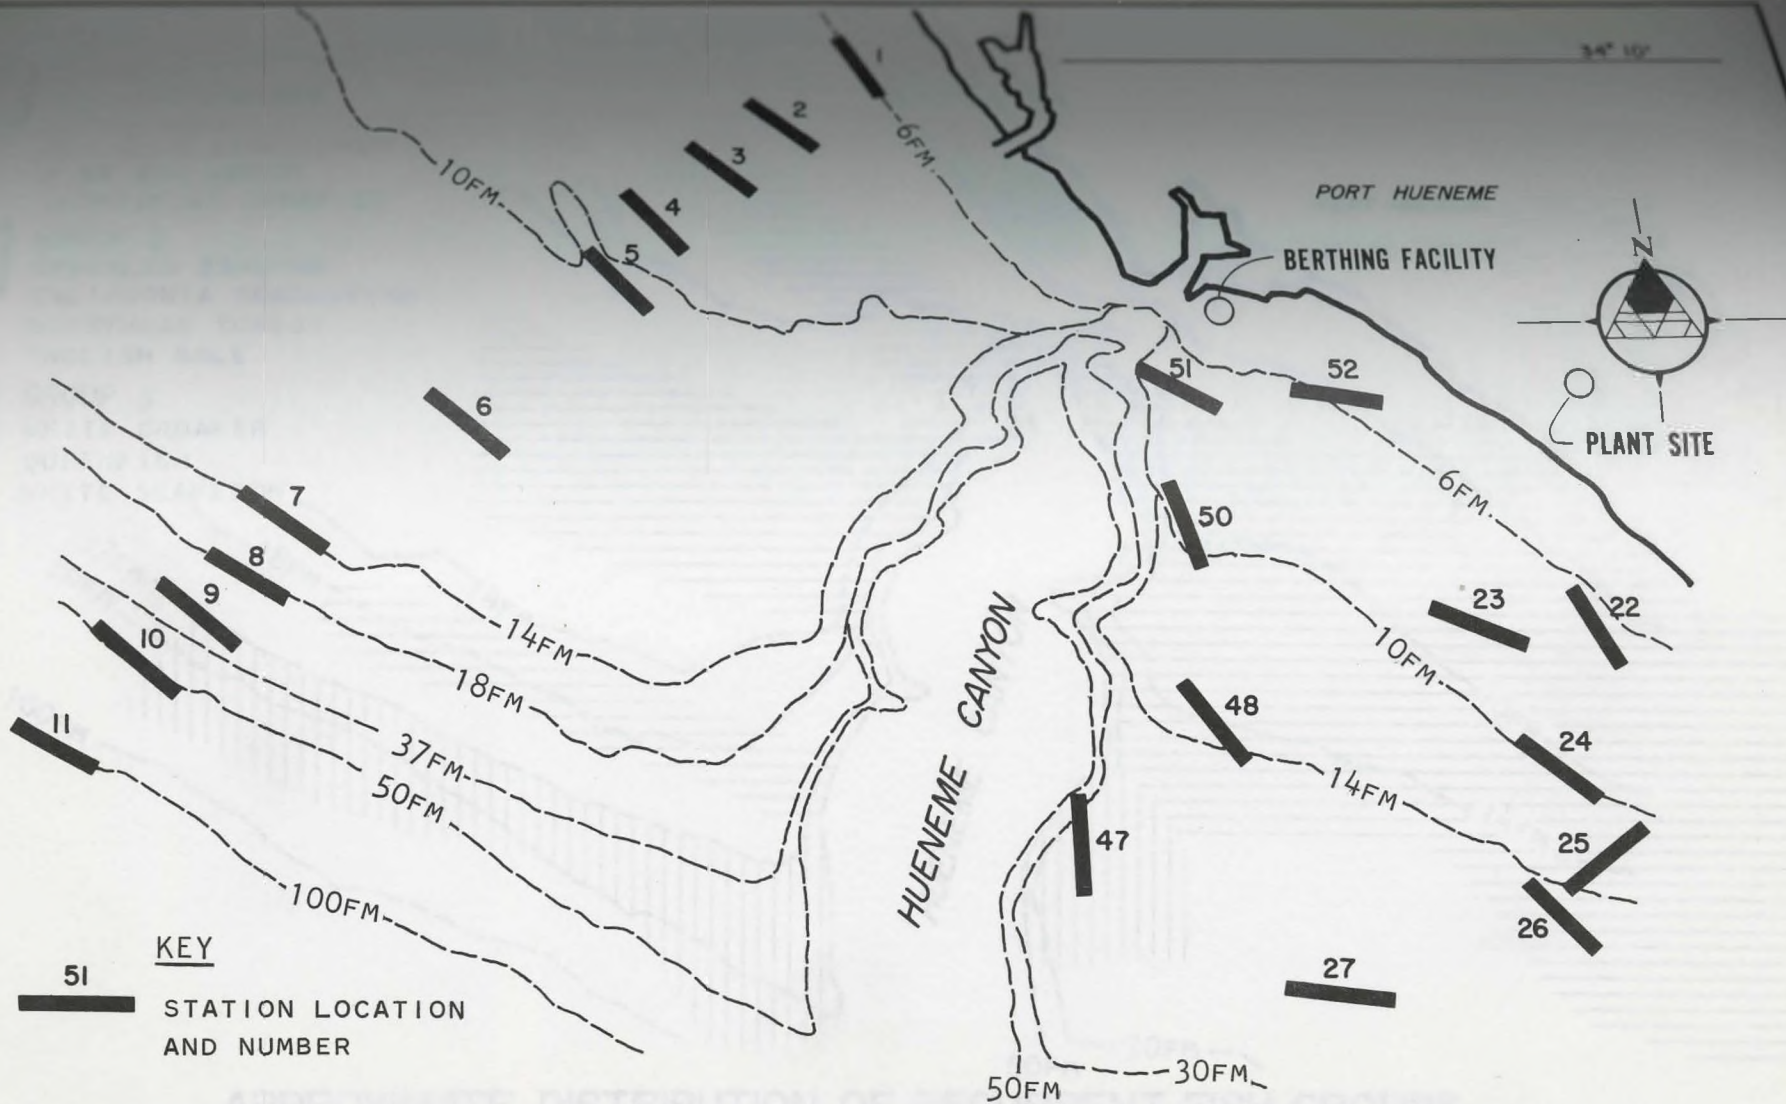 34° 10'
1
2
6FM.
3
10FM
PORT HUENEME
4
N
5
BERTHING FACILITY
51
52
6
PLANT SITE
6FM.
7
50
8
9
23
22
10
14FM
10FM
18FM
48
11
37FM
24
50FM
14FM
HUENEME CANYON
47
25
100FM
26
KEY
27
51
STATION LOCATION
AND NUMBER
30FM
50FM